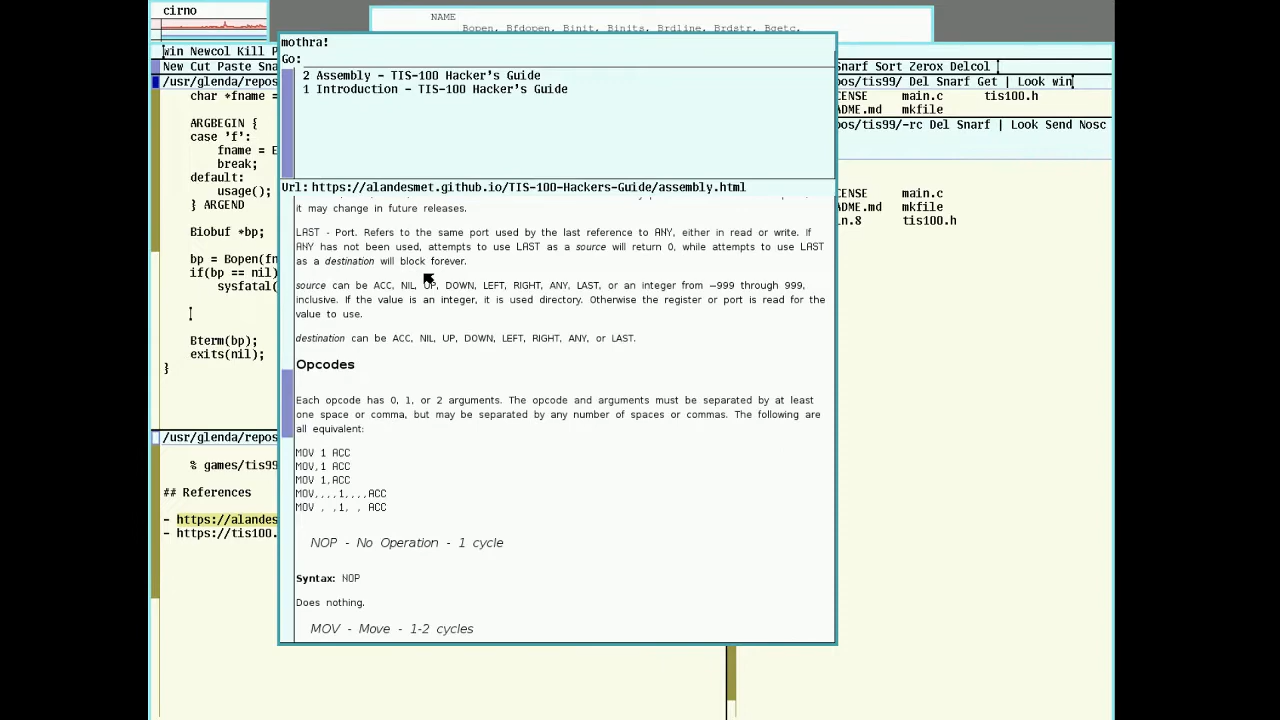 cirno
NAME
Bopen, Bfdopen, Binit, Binits, Brdline, Brdstr, Bgetc,
Win Newcol Kill P
New Cut Paste Sna
/usr/glenda/repos
char *fname =
ARGBEGIN {
case 'f':
fname = E
break;
default:
usage();
} ARGEND
Biobuf *bp;
bp = Bopen(fn
if(bp == nil)
sysfatal(
Bterm(bp);
exits(nil);
}
/usr/glenda/repos
% games/tis99
## References
- https://alandes
- https://tis100.
mothra!
Go:
2 Assembly – TIS-100 Hacker's Guide
1 Introduction – TIS-100 Hacker's Guide
Url: https://alandesmet.github.io/TIS-100-Hackers-Guide/assembly.html
it may change in future releases.
LAST - Port. Refers to the same port used by the last reference to ANY, either in read or write. If
ANY has not been used, attempts to use LAST as a source will return 0, while attempts to use LAST
as a destination will block forever.
source can be ACC, NIL, UP, DOWN, LEFT, RIGHT, ANY, LAST, or an integer from −999 through 999,
inclusive. If the value is an integer, it is used directory. Otherwise the register or port is read for the
value to use.
destination can be ACC, NIL, UP, DOWN, LEFT, RIGHT, ANY, or LAST.
Opcodes
Each opcode has 0, 1, or 2 arguments. The opcode and arguments must be separated by at least
one space or comma, but may be separated by any number of spaces or commas. The following are
all equivalent:
MOV 1 ACC
MOV,1 ACC
MOV 1,ACC
MOV,,,,1,,,,ACC
MOV , ,1, , ACC
NOP - No Operation - 1 cycle
Syntax: NOP
Does nothing.
MOV - Move - 1-2 cycles
Snarf Sort Zerox Delcol
pos/tis99/ Del Snarf Get | Look win
CENSE main.c tis100.h
ADME.md mkfile
pos/tis99/-rc Del Snarf | Look Send Nosc
CENSE main.c
ADME.md mkfile
in.8 tis100.h